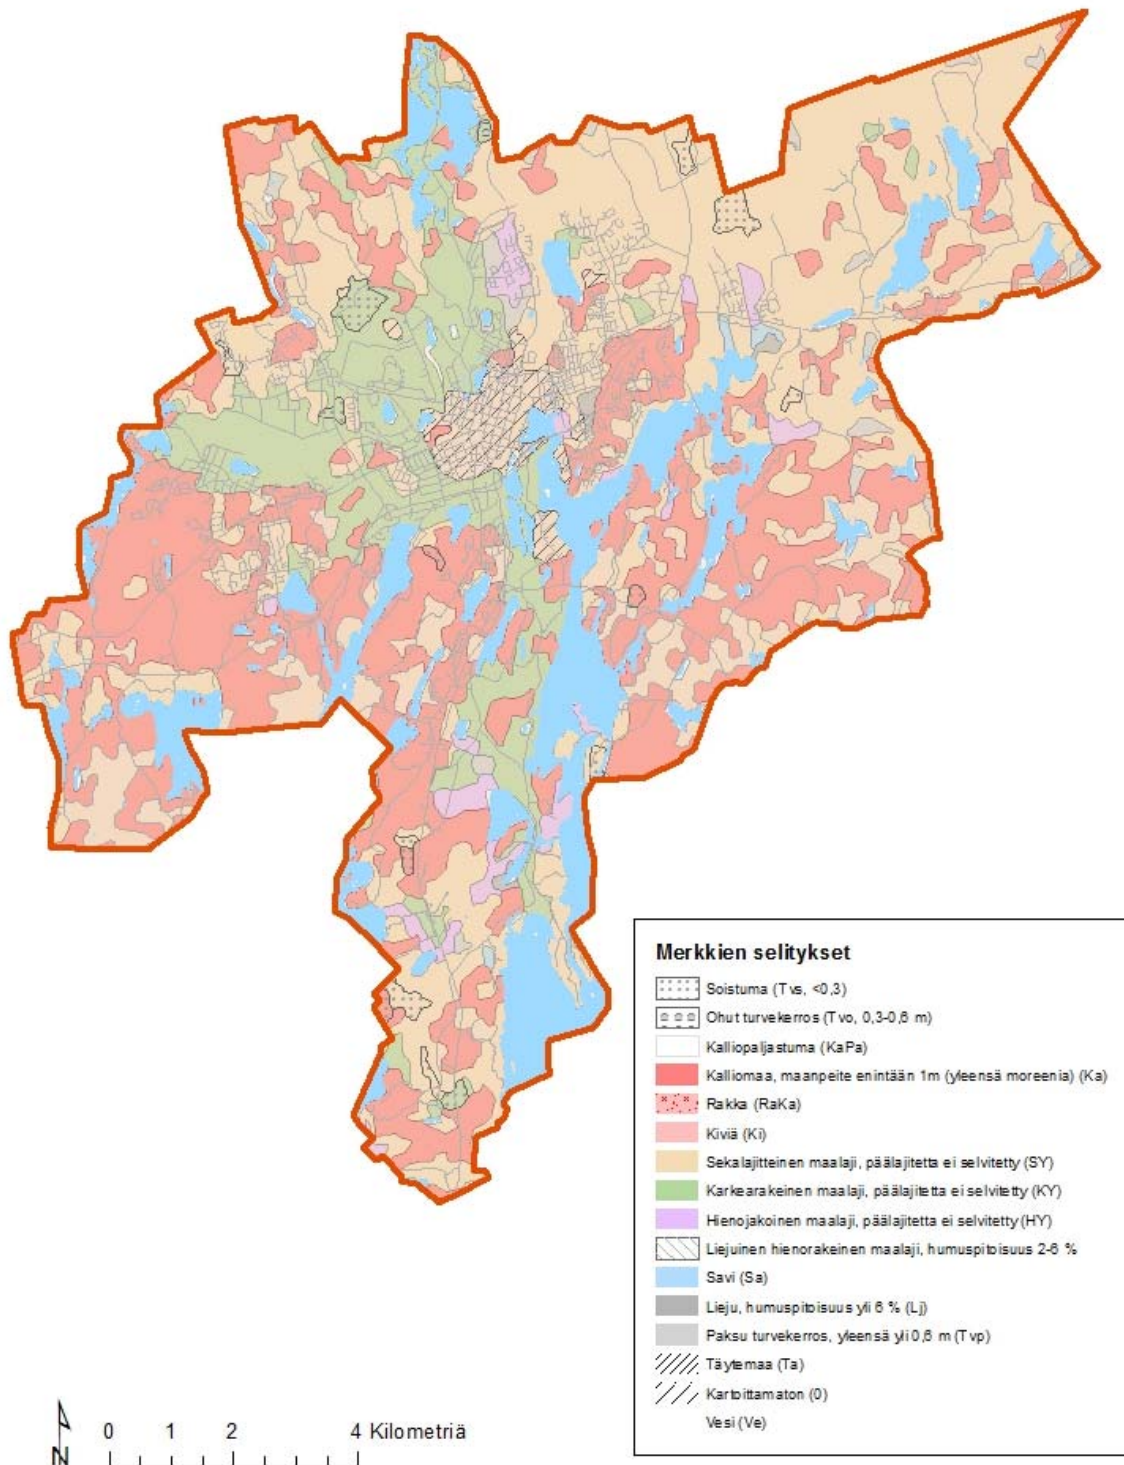 Merkkien selitykset
Soistuma (Tvs, <0,3)
Ohut turvekerros (Tvo, 0,3-0,6 m)
Kalliopaljastuma (KaPa)
Kalliomaa, maanpeite enintään 1m (yleensä moreenia) (Ka)
Rakka (RaKa)
Kiviä (Ki)
Sekalajitteinen maalaji, päälajitetta ei selvitetty (SY)
Karkearakeinen maalaji, päälajitetta ei selvitetty (KY)
Hienojakoinen maalaji, päälajitetta ei selvitetty (HY)
Liejuinen hienorakeinen maalaji, humuspitoisuus 2-6 %
Savi (Sa)
Lieju, humuspitoisuus yli 6 % (Lj)
Paksu turvekerros, yleensä yli 0,6 m (Tvp)
Täytemaa (Ta)
Kartoittamaton (0)
Vesi (Ve)
0 1 2 4 Kilometriä
N